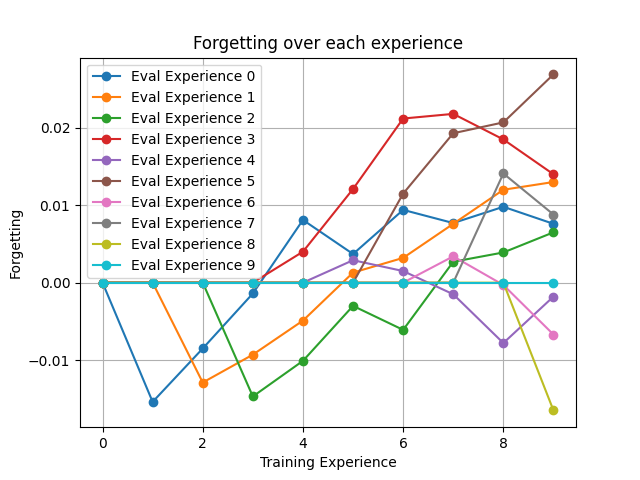 Forgetting over each experience
Eval Experience 0
Eval Experience 1
Eval Experience 2
Eval Experience 3
Eval Experience 4
Eval Experience 5
Eval Experience 6
Eval Experience 7
Eval Experience 8
Eval Experience 9
Forgetting
0.02
0.01
0.00
−0.01
0 2 4 6 8
Training Experience